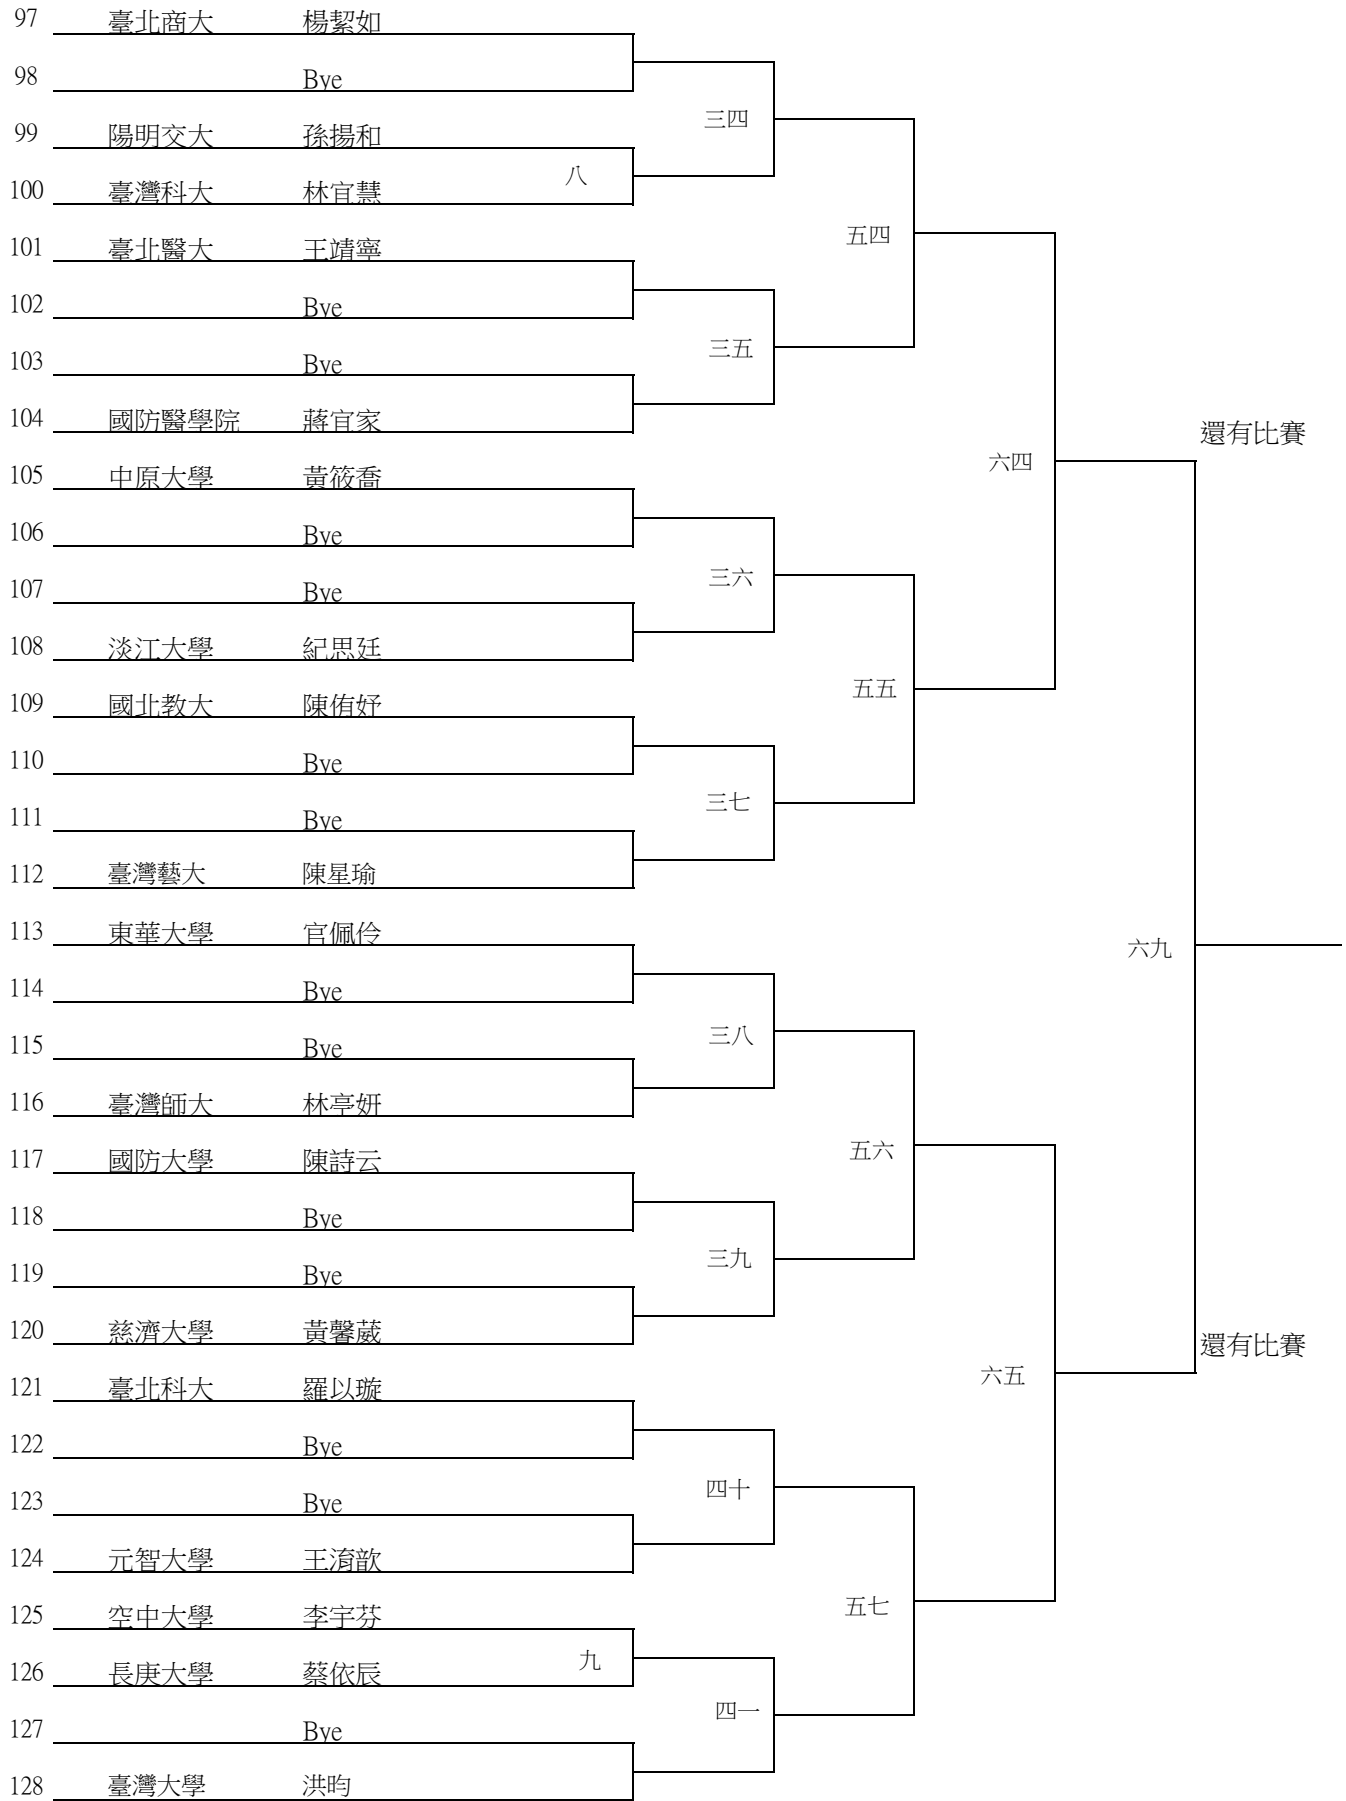 97 臺北商大 楊絜如
98 Bye
三四
99 陽明交大 孫揚和
八
100 臺灣科大 林宜慧
五四
101 臺北醫大 王靖寧
102 Bye
三五
103 Bye
104 國防醫學院 蔣宜家
還有比賽
六四
105 中原大學 黃筱喬
106 Bye
三六
107 Bye
108 淡江大學 紀思廷
五五
109 國北教大 陳侑妤
110 Bye
三七
111 Bye
112 臺灣藝大 陳星瑜
113 東華大學 官佩伶
六九
114 Bye
三八
115 Bye
116 臺灣師大 林亭妍
五六
117 國防大學 陳詩云
118 Bye
三九
119 Bye
120 慈濟大學 黃馨葳
還有比賽
六五
121 臺北科大 羅以璇
122 Bye
四十
123 Bye
124 元智大學 王淯歆
五七
125 空中大學 李宇芬
九
126 長庚大學 蔡依辰
四一
127 Bye
128 臺灣大學 洪昀